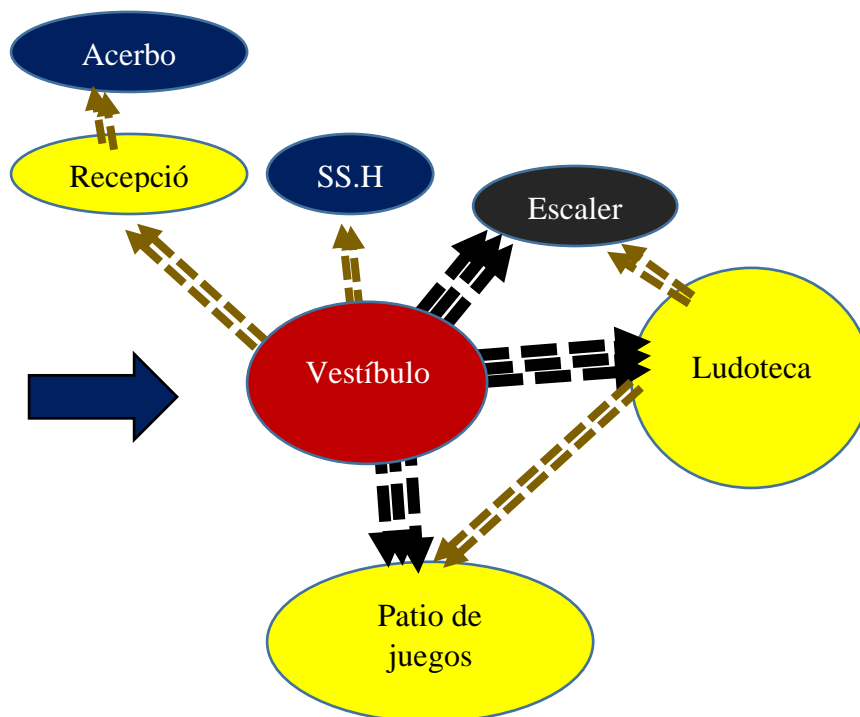 Acerbo
Recepció
SS.H
Escaler
Vestíbulo
Ludoteca
Patio de
juegos